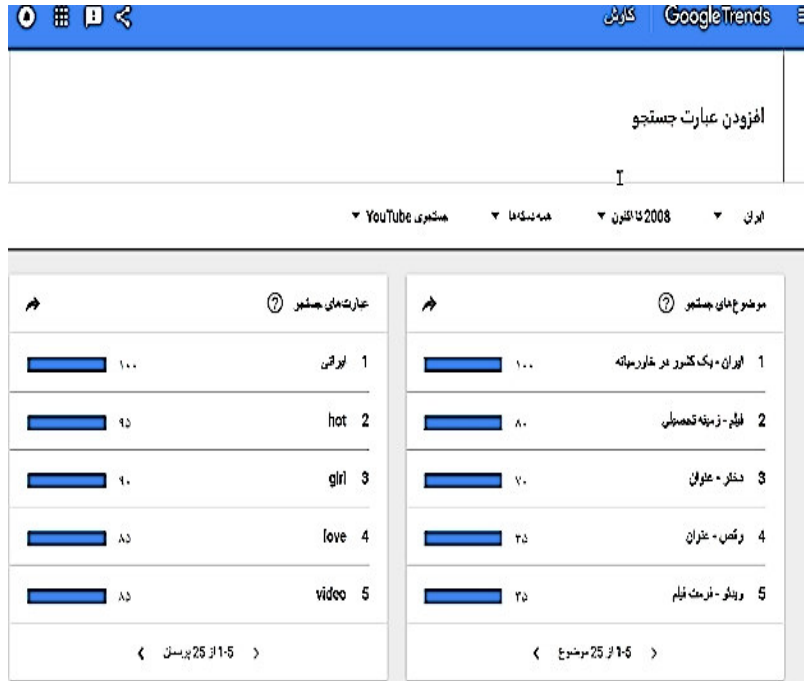 GoogleTrends کاوش
افزودن عبارت جستجو
ایران 2008 تا اکنون همه دسته‌ها جستجوی YouTube
موضوع‌های جستجو
1 ایران - یک کشور در خاورمیانه ۱۰۰
2 فیلم - زمینه تحصیلی ۸۰
3 دختر - عنوان ۷۰
4 رقص - عنوان ۳۵
5 ویدئو - فرمت فیلم ۳۵
1-5 از 25 موضوع
عبارت‌های جستجو
1 ایرانی ۱۰۰
2 hot ۹۵
3 girl ۹۰
4 love ۸۵
5 video ۸۵
1-5 از 25 پرسش